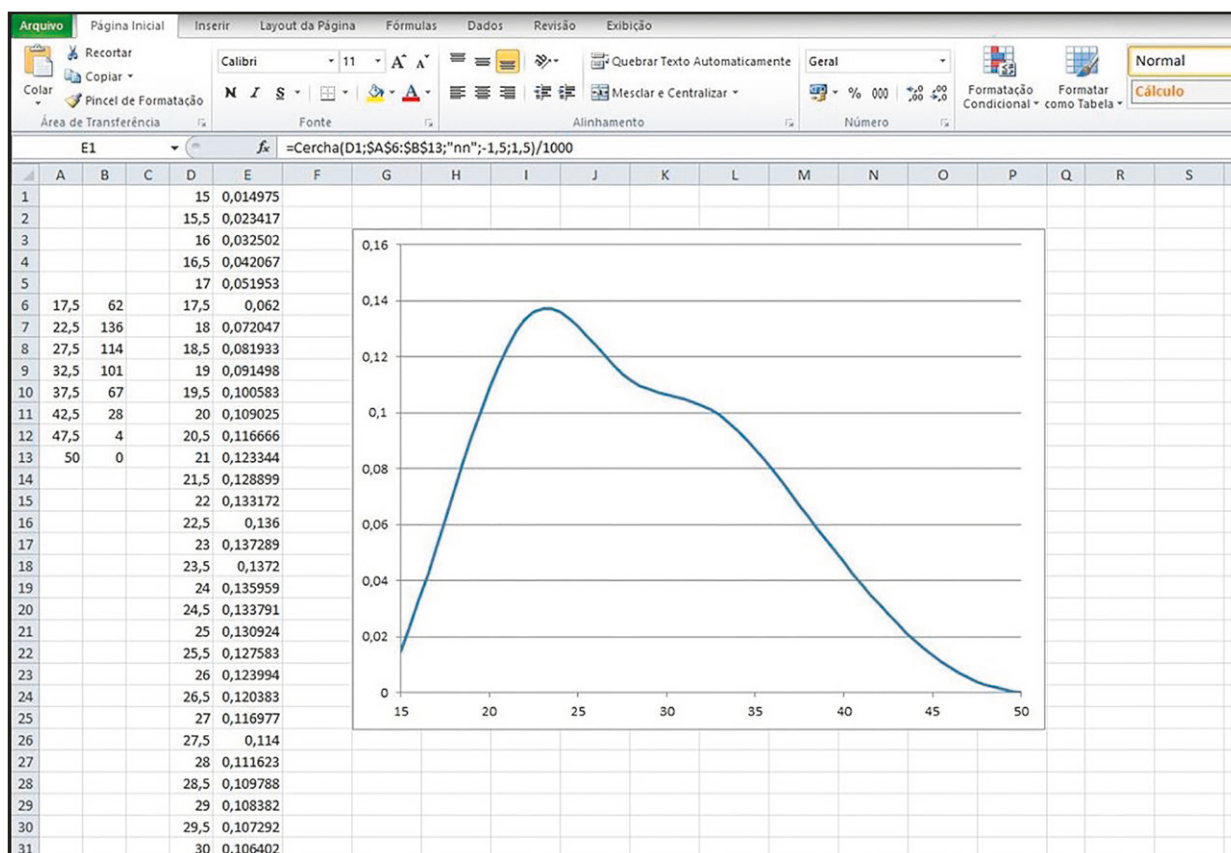 Arquivo Página Inicial Inserir Layout da Página Fórmulas Dados Revisão Exibição
Colar
Recortar
Copiar
Pincel de Formatação
Área de Transferência
Calibri 11
N I S
Fonte
Quebrar Texto Automaticamente
Mesclar e Centralizar
Alinhamento
Geral
% 000
Número
Formatação Condicional
Formatar como Tabela
Normal
Cálculo
E1 fx =Cercha(D1;$A$6:$B$13;"nn";-1,5;1,5)/1000
A B C D E F G H I J K L M N O P Q R S
1 15 0,014975
2 15,5 0,023417
3 16 0,032502
4 16,5 0,042067
5 17 0,051953
6 17,5 62 17,5 0,062
7 22,5 136 18 0,072047
8 27,5 114 18,5 0,081933
9 32,5 101 19 0,091498
10 37,5 67 19,5 0,100583
11 42,5 28 20 0,109025
12 47,5 4 20,5 0,116666
13 50 0 21 0,123344
14 21,5 0,128899
15 22 0,133172
16 22,5 0,136
17 23 0,137289
18 23,5 0,1372
19 24 0,135959
20 24,5 0,133791
21 25 0,130924
22 25,5 0,127583
23 26 0,123994
24 26,5 0,120383
25 27 0,116977
26 27,5 0,114
27 28 0,111623
28 28,5 0,109788
29 29 0,108382
30 29,5 0,107292
31 30 0,106402
0,16
0,14
0,12
0,1
0,08
0,06
0,04
0,02
0
15 20 25 30 35 40 45 50